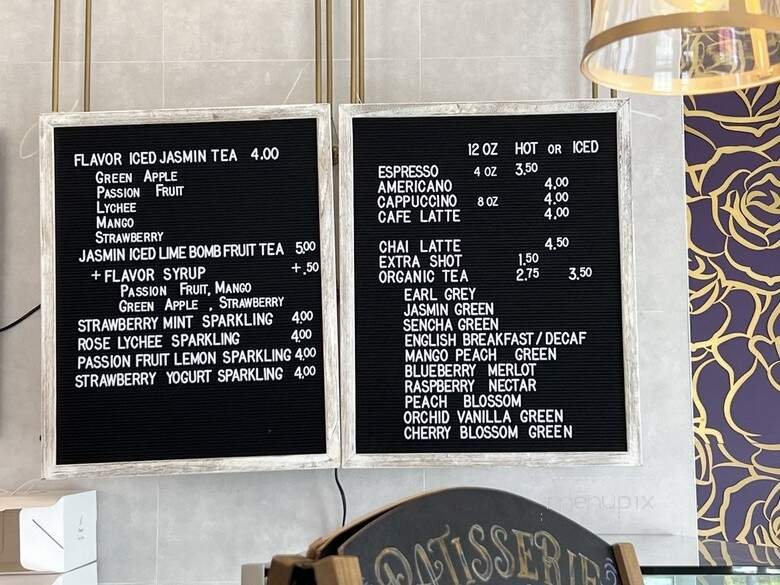 FLAVOR ICED JASMIN TEA 4.00
GREEN APPLE
PASSION FRUIT
LYCHEE
MANGO
STRAWBERRY
JASMIN ICED LIME BOMB FRUIT TEA 5.00
+ FLAVOR SYRUP +.50
PASSION FRUIT, MANGO
GREEN APPLE , STRAWBERRY
STRAWBERRY MINT SPARKLING 4.00
ROSE LYCHEE SPARKLING 4.00
PASSION FRUIT LEMON SPARKLING 4.00
STRAWBERRY YOGURT SPARKLING 4.00
12 OZ HOT OR ICED
ESPRESSO 4 OZ 3.50
AMERICANO 4.00
CAPPUCCINO 8 OZ 4.00
CAFE LATTE 4.00
CHAI LATTE 4.50
EXTRA SHOT 1.50
ORGANIC TEA 2.75 3.50
EARL GREY
JASMIN GREEN
SENCHA GREEN
ENGLISH BREAKFAST / DECAF
MANGO PEACH GREEN
BLUEBERRY MERLOT
RASPBERRY NECTAR
PEACH BLOSSOM
ORCHID VANILLA GREEN
CHERRY BLOSSOM GREEN
menupix
PATISSERIE